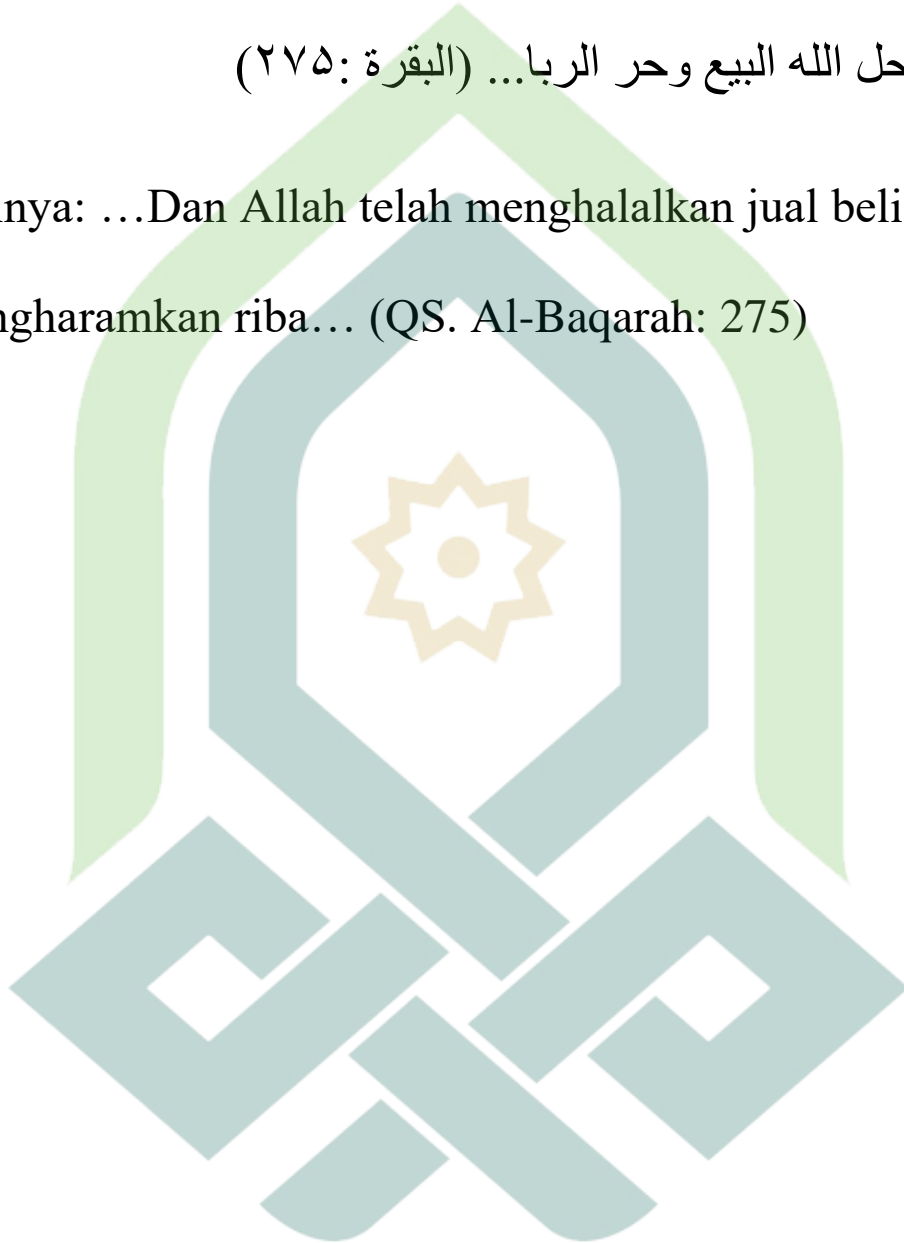 حل الله البيع وحر الربا... (البقرة :٢٧٥)
nya: …Dan Allah telah menghalalkan jual beli
ngharamkan riba… (QS. Al-Baqarah: 275)